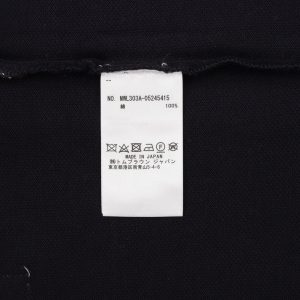 NO. MML303A-05245415
綿 100%
MADE IN JAPAN
㈱トムブラウン ジャパン
東京都港区南青山5-4-6